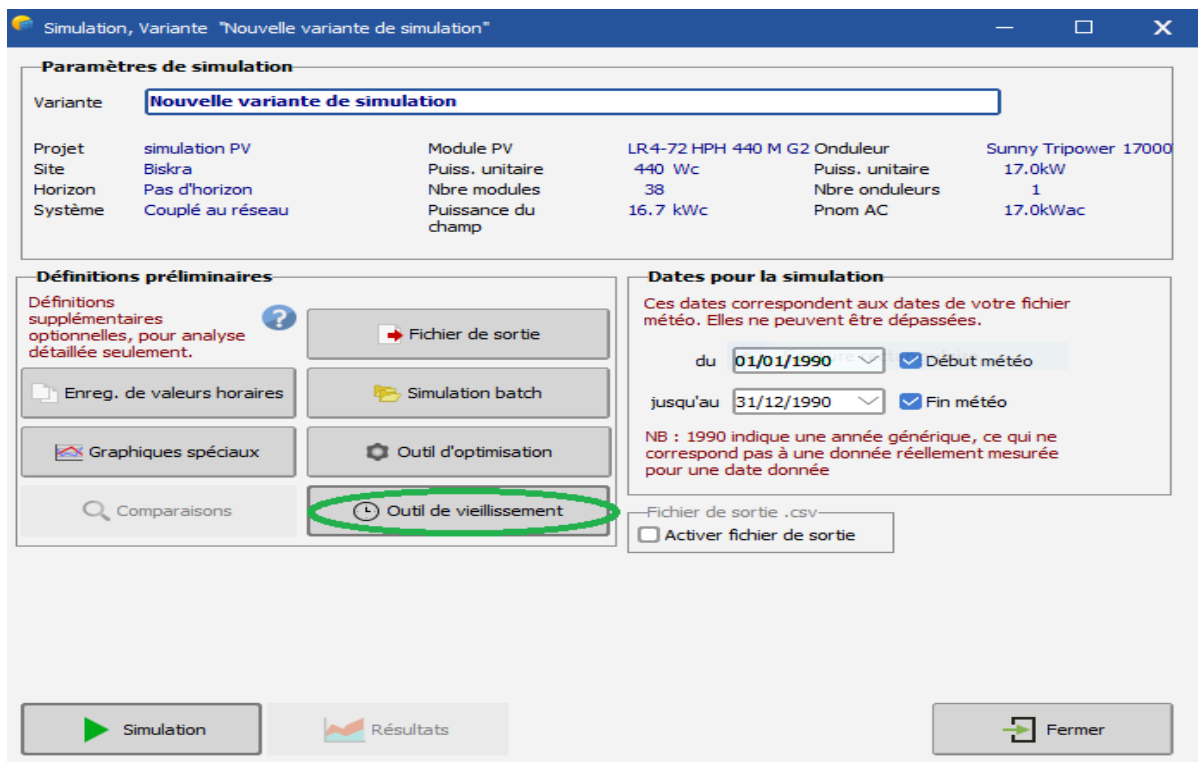 Simulation, Variante "Nouvelle variante de simulation"
Paramètres de simulation
Variante Nouvelle variante de simulation
Projet simulation PV Module PV LR4-72 HPH 440 M G2 Onduleur Sunny Tripower 17000
Site Biskra Puiss. unitaire 440 Wc Puiss. unitaire 17.0kW
Horizon Pas d'horizon Nbre modules 38 Nbre onduleurs 1
Système Couplé au réseau Puissance du champ 16.7 kWc Pnom AC 17.0kWac
Définitions préliminaires
Définitions
supplémentaires
optionnelles, pour analyse
détaillée seulement.
Fichier de sortie
Enreg. de valeurs horaires
Simulation batch
Graphiques spéciaux
Outil d'optimisation
Comparaisons
Outil de vieillissement
Dates pour la simulation
Ces dates correspondent aux dates de votre fichier
météo. Elles ne peuvent être dépassées.
du 01/01/1990 Début météo
jusqu'au 31/12/1990 Fin météo
NB : 1990 indique une année générique, ce qui ne
correspond pas à une donnée réellement mesurée
pour une date donnée
Fichier de sortie .csv
Activer fichier de sortie
Simulation
Résultats
Fermer